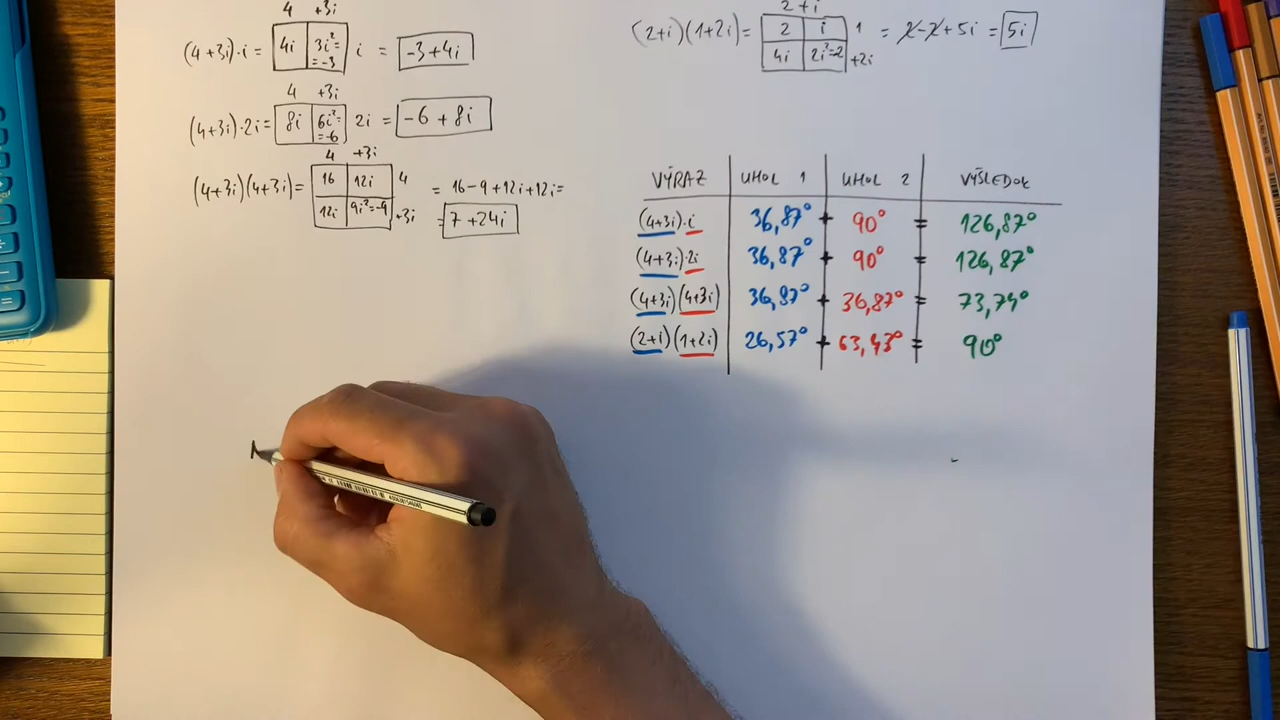 4 +3i
(4+3i)·i = 4i 3i²= =-3 i = -3+4i
4 +3i
(4+3i)·2i = 8i 6i²= =-6 2i = -6 + 8i
4 +3i
(4+3i)(4+3i)= 16 12i 4 = 16-9+12i+12i=
12i 9i²=-9 +3i = 7 +24i
2+i
(2+i)(1+2i)= 2 i 1 = 2-2+5i = 5i
4i 2i²=-2 +2i
VÝRAZ UHOL 1 UHOL 2 VÝSLEDOK
(4+3i)·i 36,87° + 90° = 126,87°
(4+3i)·2i 36,87° + 90° = 126,87°
(4+3i)(4+3i) 36,87° + 36,87° = 73,74°
(2+i)(1+2i) 26,57° + 63,43° = 90°